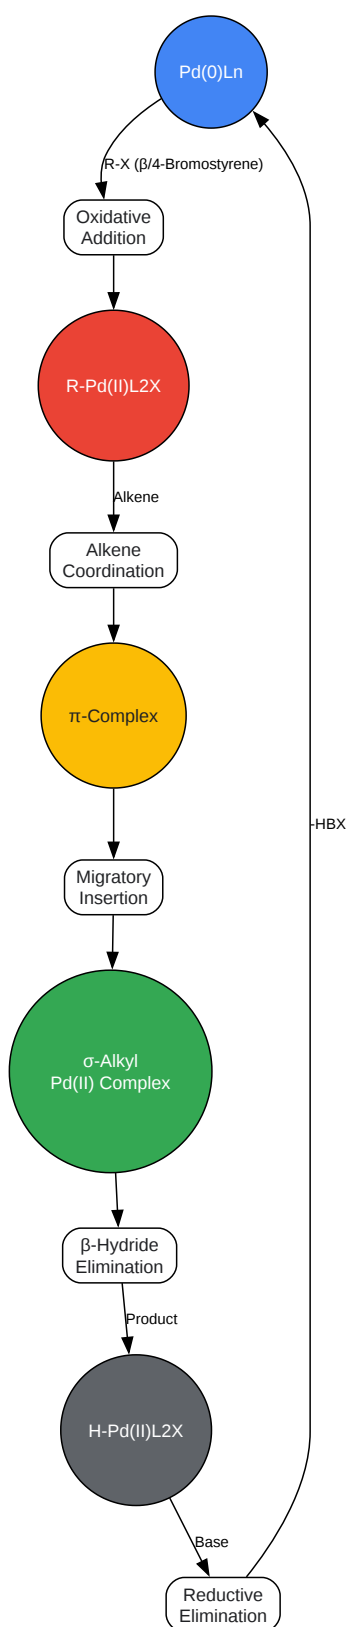 Pd(0)Ln
R-X (β/4-Bromostyrene)
Oxidative
Addition
R-Pd(II)L2X
Alkene
Alkene
Coordination
π-Complex
-HBX
Migratory
Insertion
σ-Alkyl
Pd(II) Complex
β-Hydride
Elimination
Product
H-Pd(II)L2X
Base
Reductive
Elimination